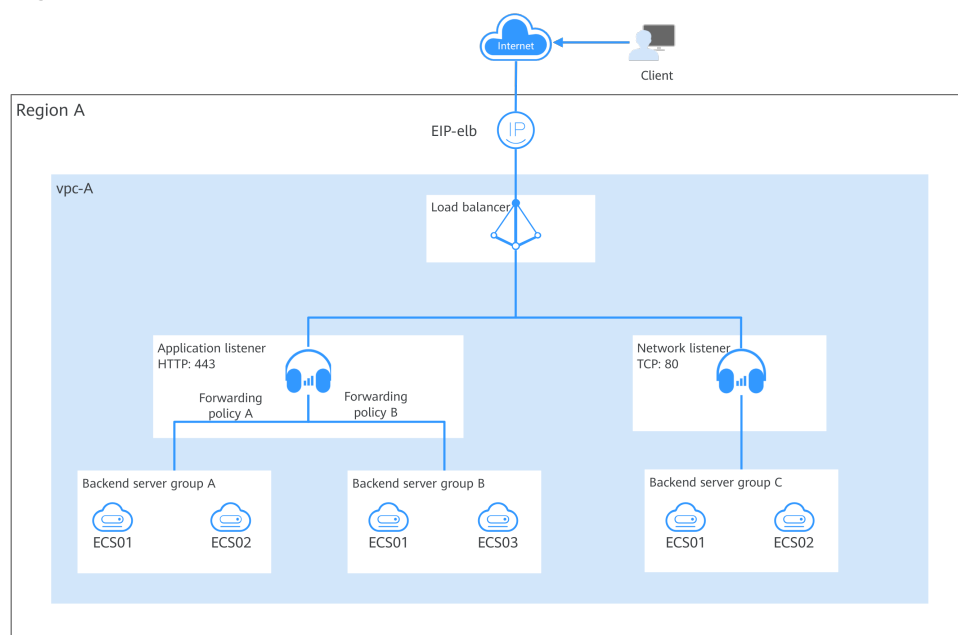 Internet
Client
Region A
EIP-elb
IP
vpc-A
Load balancer
Application listener
HTTP: 443
Network listener
TCP: 80
Forwarding
policy A
Forwarding
policy B
Backend server group A
Backend server group B
Backend server group C
ECS01
ECS02
ECS01
ECS03
ECS01
ECS02